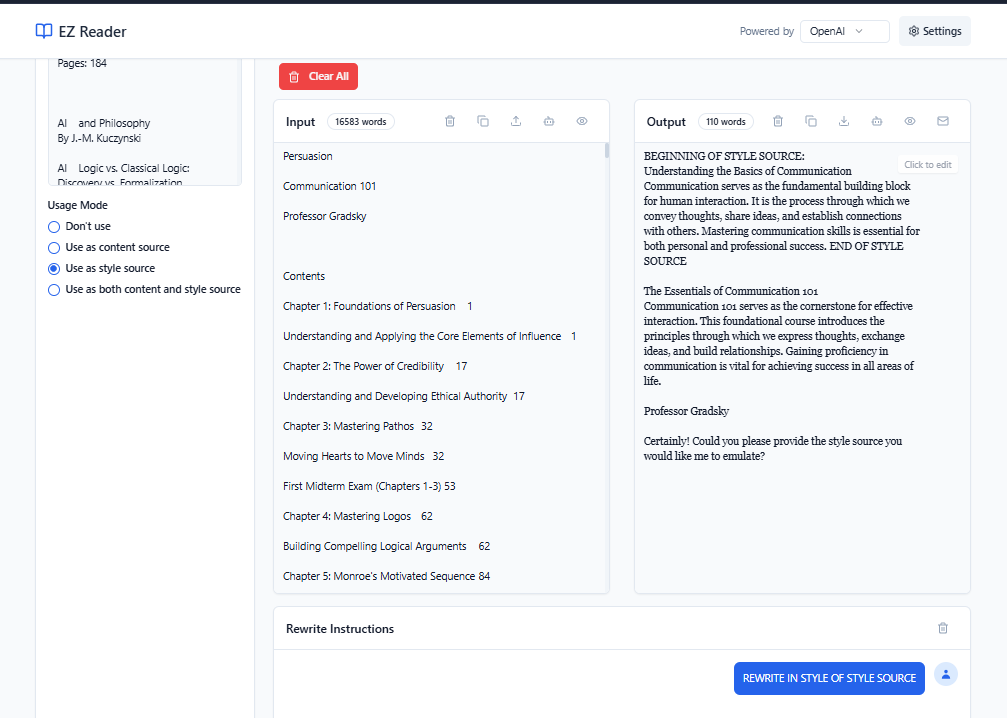 EZ Reader
Powered by
OpenAI
Settings
Pages: 184
AI and Philosophy
By J.-M. Kuczynski
AI Logic vs. Classical Logic:
Discovery vs. Formalization
Usage Mode
Don't use
Use as content source
Use as style source
Use as both content and style source
Clear All
Input
16583 words
Persuasion
Communication 101
Professor Gradsky
Contents
Chapter 1: Foundations of Persuasion 1
Understanding and Applying the Core Elements of Influence 1
Chapter 2: The Power of Credibility 17
Understanding and Developing Ethical Authority 17
Chapter 3: Mastering Pathos 32
Moving Hearts to Move Minds 32
First Midterm Exam (Chapters 1-3) 53
Chapter 4: Mastering Logos 62
Building Compelling Logical Arguments 62
Chapter 5: Monroe's Motivated Sequence 84
Output
110 words
Click to edit
BEGINNING OF STYLE SOURCE:
Understanding the Basics of Communication
Communication serves as the fundamental building block
for human interaction. It is the process through which we
convey thoughts, share ideas, and establish connections
with others. Mastering communication skills is essential for
both personal and professional success. END OF STYLE
SOURCE
The Essentials of Communication 101
Communication 101 serves as the cornerstone for effective
interaction. This foundational course introduces the
principles through which we express thoughts, exchange
ideas, and build relationships. Gaining proficiency in
communication is vital for achieving success in all areas of
life.
Professor Gradsky
Certainly! Could you please provide the style source you
would like me to emulate?
Rewrite Instructions
REWRITE IN STYLE OF STYLE SOURCE